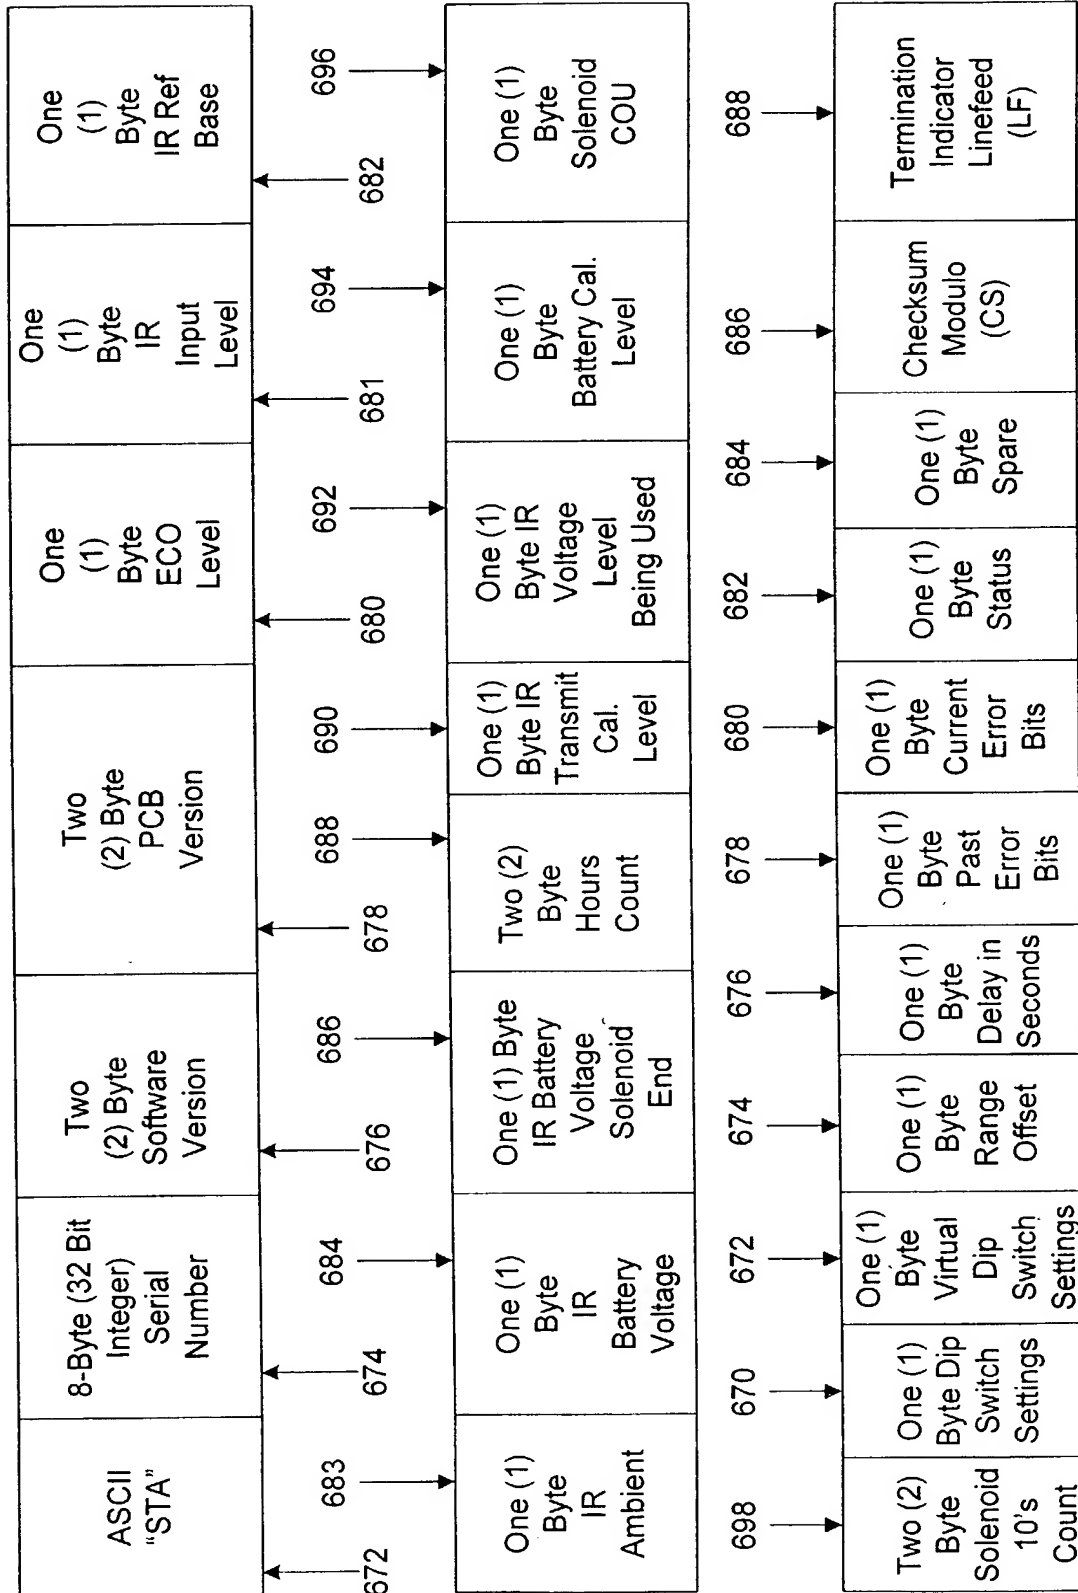 ASCII
“STA”
8-Byte (32 Bit
Integer)
Serial
Number
Two
(2) Byte
Software
Version
Two
(2) Byte
PCB
Version
One
(1)
Byte
ECO
Level
One
(1)
Byte
IR
Input
Level
One
(1)
Byte
IR Ref
Base
672
674
676
678
680
681
682
683
684
686
688
690
692
694
696
One (1)
Byte
IR
Ambient
One (1)
Byte
IR
Battery
Voltage
One (1) Byte
IR Battery
Voltage
Solenoid
End
Two (2)
Byte
Hours
Count
One (1)
Byte IR
Transmit
Cal.
Level
One (1)
Byte IR
Voltage
Level
Being Used
One (1)
Byte
Battery Cal.
Level
One (1)
Byte
Solenoid
COU
698
670
672
674
676
678
680
682
684
686
688
Two (2)
Byte
Solenoid
10's
Count
One (1)
Byte Dip
Switch
Settings
One (1)
Byte
Virtual
Dip
Switch
Settings
One (1)
Byte
Range
Offset
One (1)
Byte
Delay in
Seconds
One (1)
Byte
Past
Error
Bits
One (1)
Byte
Current
Error
Bits
One (1)
Byte
Status
One (1)
Byte
Spare
Checksum
Modulo
(CS)
Termination
Indicator
Linefeed
(LF)